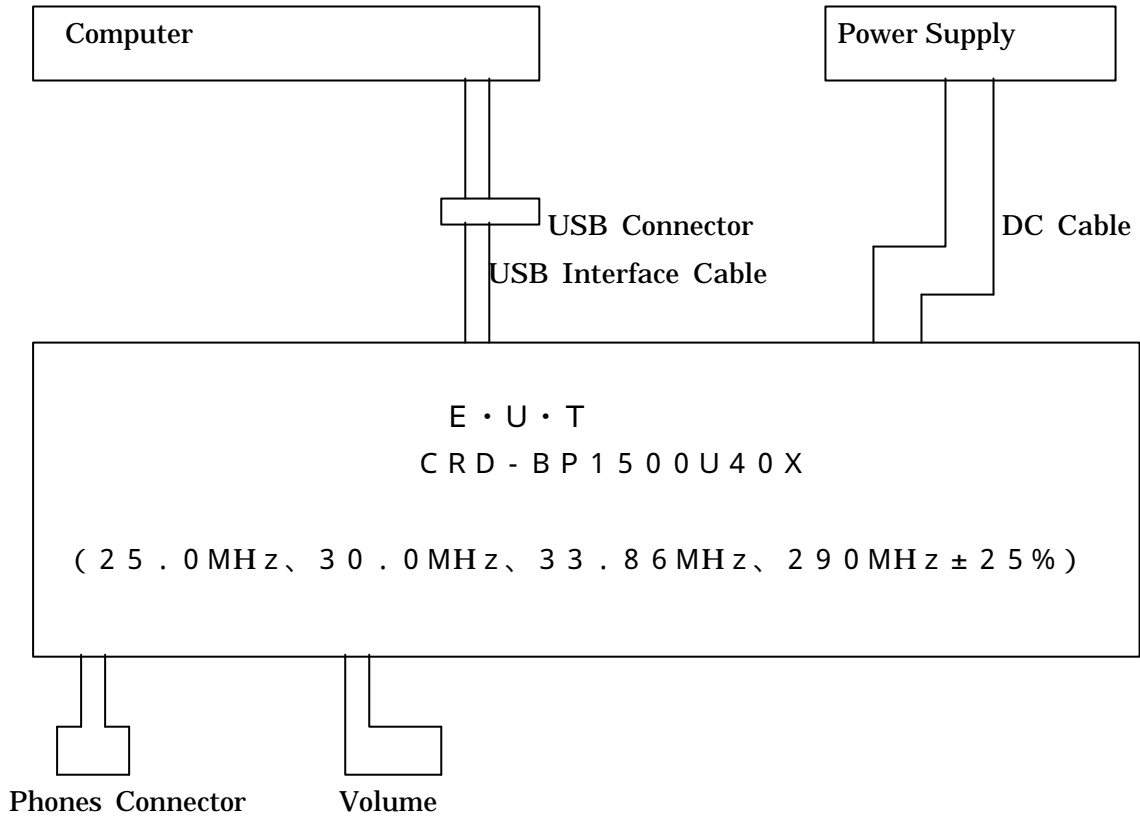 Computer
Power Supply
USB Connector
DC Cable
USB Interface Cable
E・U・T
CRD-BP1500U40X
(25.0MHz、30.0MHz、33.86MHz、290MHz±25%)
Phones Connector
Volume